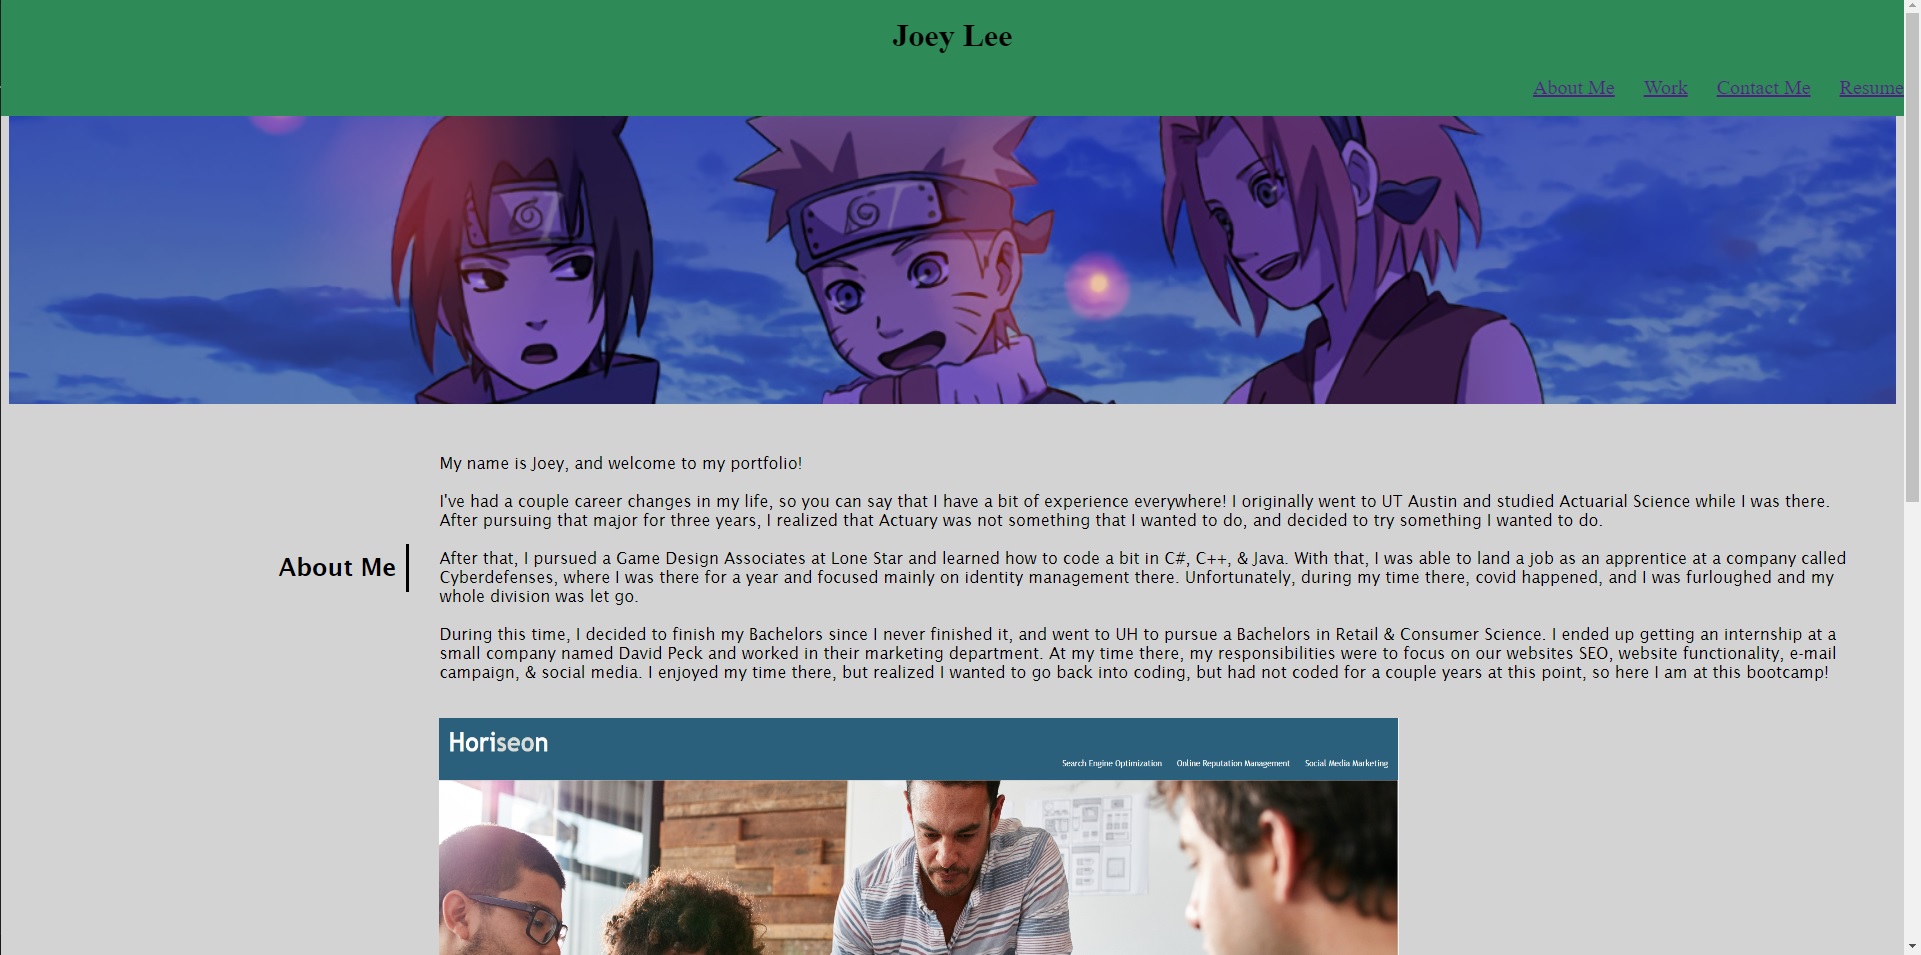 Joey Lee
About Me Work Contact Me Resume
My name is Joey, and welcome to my portfolio!
I've had a couple career changes in my life, so you can say that I have a bit of experience everywhere! I originally went to UT Austin and studied Actuarial Science while I was there.
After pursuing that major for three years, I realized that Actuary was not something that I wanted to do, and decided to try something I wanted to do.
About Me
After that, I pursued a Game Design Associates at Lone Star and learned how to code a bit in C#, C++, & Java. With that, I was able to land a job as an apprentice at a company called
Cyberdefenses, where I was there for a year and focused mainly on identity management there. Unfortunately, during my time there, covid happened, and I was furloughed and my
whole division was let go.
During this time, I decided to finish my Bachelors since I never finished it, and went to UH to pursue a Bachelors in Retail & Consumer Science. I ended up getting an internship at a
small company named David Peck and worked in their marketing department. At my time there, my responsibilities were to focus on our websites SEO, website functionality, e-mail
campaign, & social media. I enjoyed my time there, but realized I wanted to go back into coding, but had not coded for a couple years at this point, so here I am at this bootcamp!
Horiseon
Search Engine Optimization Online Reputation Management Social Media Marketing